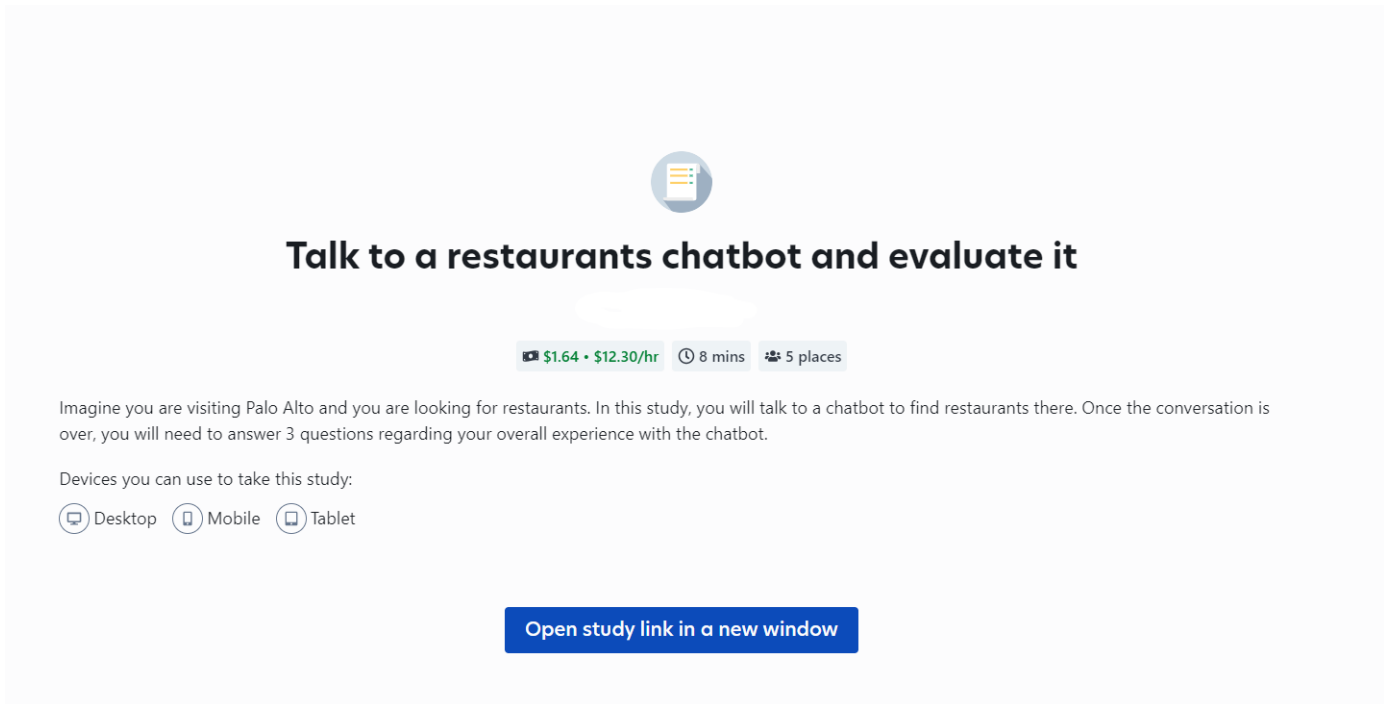 Talk to a restaurants chatbot and evaluate it
$1.64 • $12.30/hr 8 mins 5 places
Imagine you are visiting Palo Alto and you are looking for restaurants. In this study, you will talk to a chatbot to find restaurants there. Once the conversation is
over, you will need to answer 3 questions regarding your overall experience with the chatbot.
Devices you can use to take this study:
Desktop Mobile Tablet
Open study link in a new window